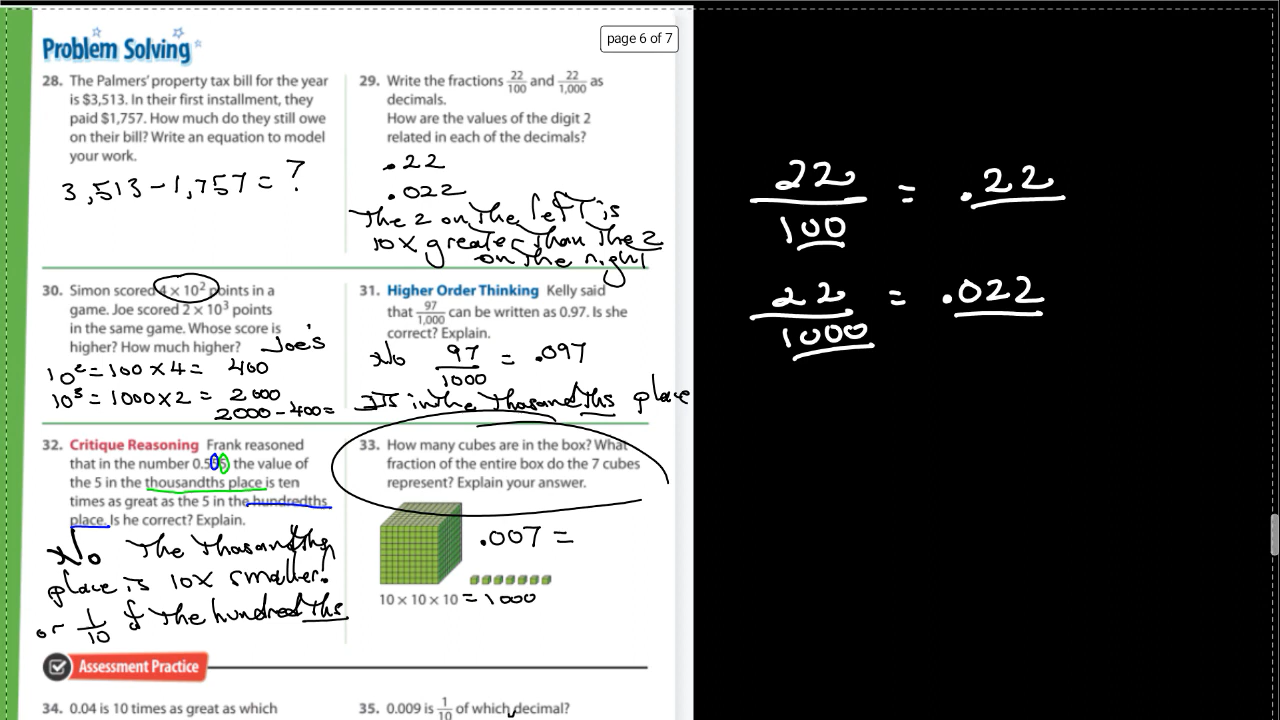 Problem Solving
page 6 of 7
28. The Palmers' property tax bill for the year
is $3,513. In their first installment, they
paid $1,757. How much do they still owe
on their bill? Write an equation to model
your work.
3,513 - 1,757 = ?
29. Write the fractions 22/100 and 22/1,000 as
decimals.
How are the values of the digit 2
related in each of the decimals?
.22
.022
The 2 on the left is
10x greater than the 2
on the right
30. Simon scored 4 × 10² points in a
game. Joe scored 2 × 10³ points
in the same game. Whose score is
higher? How much higher?
Joe's
10² = 100 × 4 = 400
10³ = 1000 × 2 = 2000
2000 - 400 =
31. Higher Order Thinking Kelly said
that 97/1,000 can be written as 0.97. Is she
correct? Explain.
No 97/1000 = .097
Its in the thousandths place
32. Critique Reasoning Frank reasoned
that in the number 0.555 the value of
the 5 in the thousandths place is ten
times as great as the 5 in the hundredths
place. Is he correct? Explain.
No The thasandths
place is 10x smaller.
or 1/10 of the hundredths
33. How many cubes are in the box? What
fraction of the entire box do the 7 cubes
represent? Explain your answer.
.007 =
10 × 10 × 10 = 1000
Assessment Practice
34. 0.04 is 10 times as great as which
35. 0.009 is 1/10 of which decimal?
22/100 = .22
22/1000 = .022